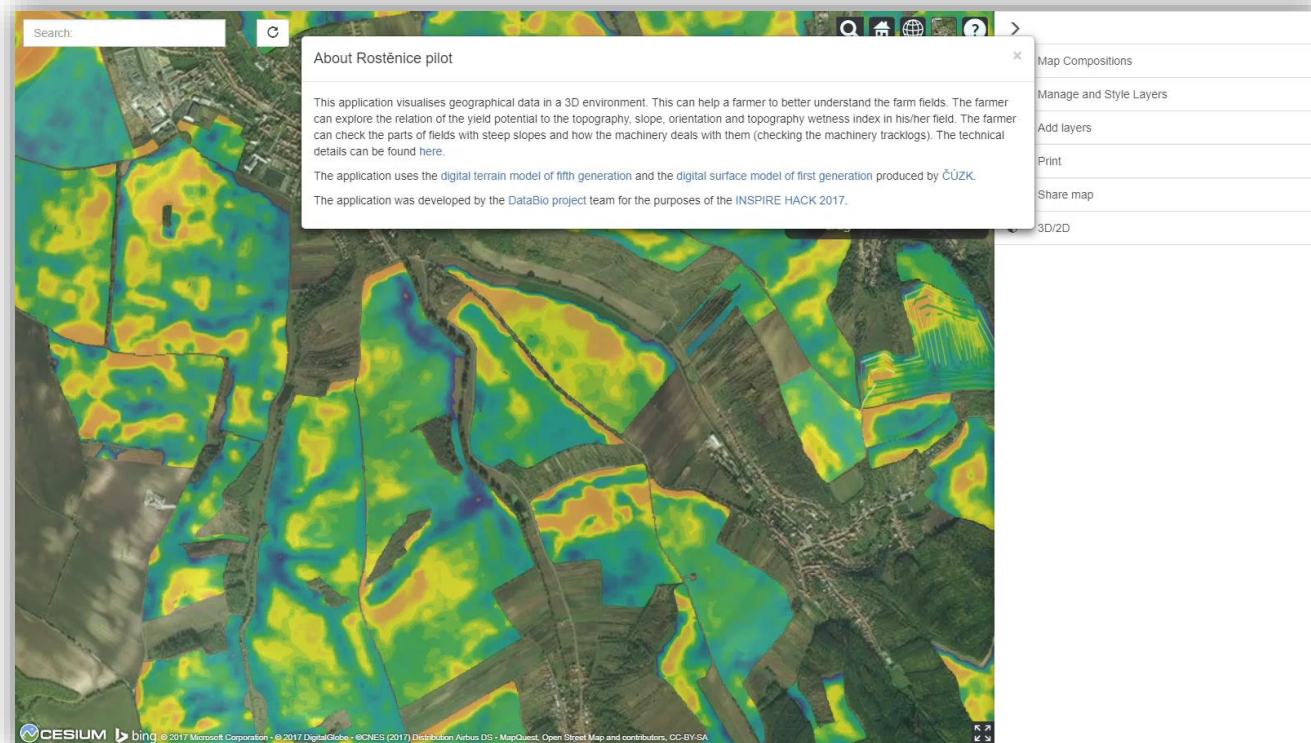 Search:
About Rostěnice pilot
×
This application visualises geographical data in a 3D environment. This can help a farmer to better understand the farm fields. The farmer
can explore the relation of the yield potential to the topography, slope, orientation and topography wetness index in his/her field. The farmer
can check the parts of fields with steep slopes and how the machinery deals with them (checking the machinery tracklogs). The technical
details can be found here.
The application uses the digital terrain model of fifth generation and the digital surface model of first generation produced by ČÚZK.
The application was developed by the DataBio project team for the purposes of the INSPIRE HACK 2017.
Map Compositions
Manage and Style Layers
Add layers
Print
Share map
3D/2D
CESIUM bing © 2017 Microsoft Corporation - © 2017 DigitalGlobe - ©CNES (2017) Distribution Airbus DS - MapQuest, Open Street Map and contributors, CC-BY-SA